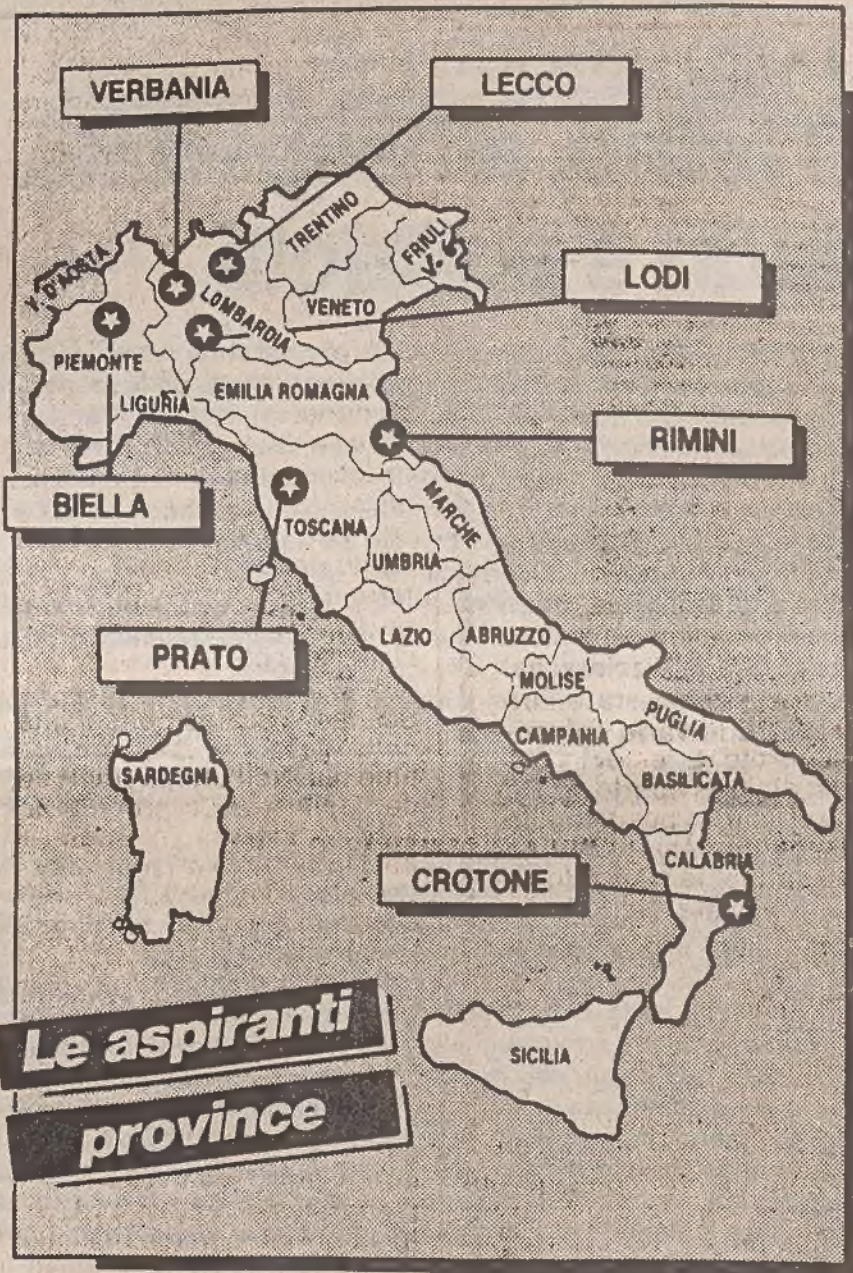 VERBANIA
LECCO
TRENTINO
FRIULI
V. G.
V. D'AOSTA
LODI
LOMBARDIA
VENETO
PIEMONTE
EMILIA ROMAGNA
LIGURIA
RIMINI
BIELLA
MARCHE
TOSCANA
UMBRIA
PRATO
LAZIO
ABRUZZO
MOLISE
PUGLIA
CAMPANIA
SARDEGNA
BASILICATA
CALABRIA
CROTONE
SICILIA
Le aspiranti
province